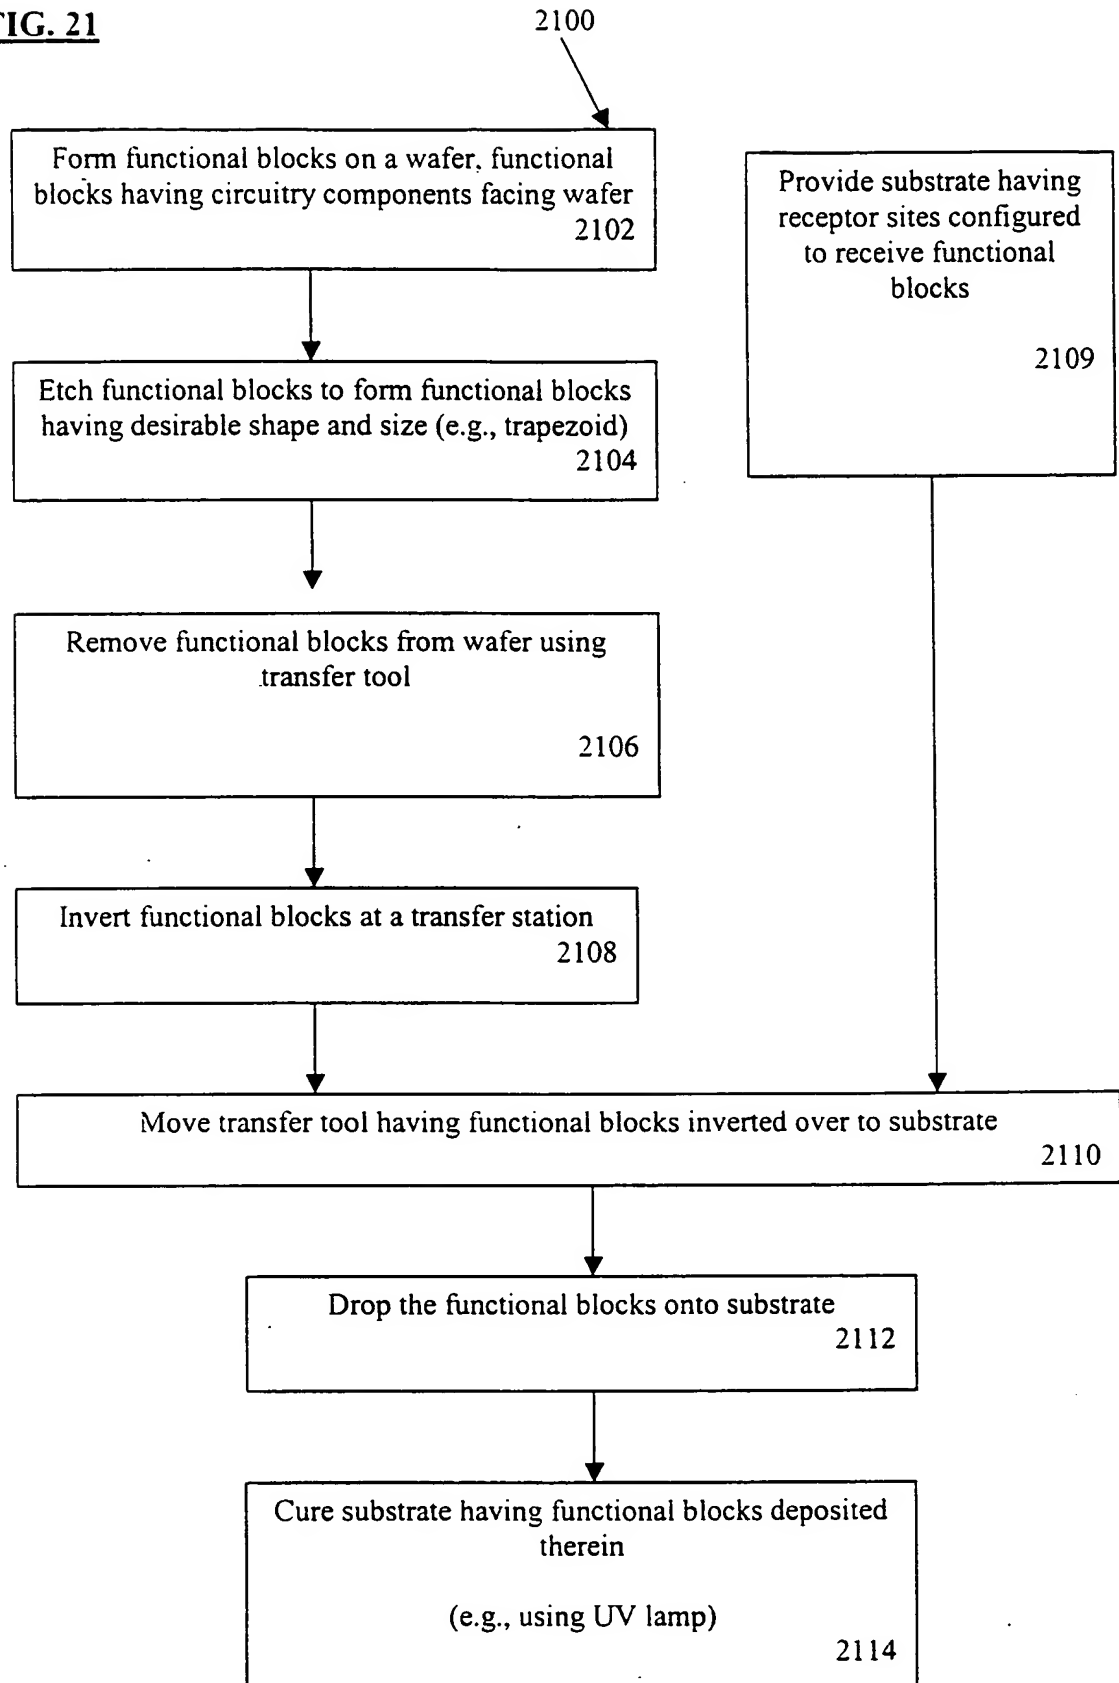 FIG. 21
2100
Form functional blocks on a wafer, functional
blocks having circuitry components facing wafer
2102
Provide substrate having
receptor sites configured
to receive functional
blocks
2109
Etch functional blocks to form functional blocks
having desirable shape and size (e.g., trapezoid)
2104
Remove functional blocks from wafer using
transfer tool
2106
Invert functional blocks at a transfer station
2108
Move transfer tool having functional blocks inverted over to substrate
2110
Drop the functional blocks onto substrate
2112
Cure substrate having functional blocks deposited
therein
(e.g., using UV lamp)
2114